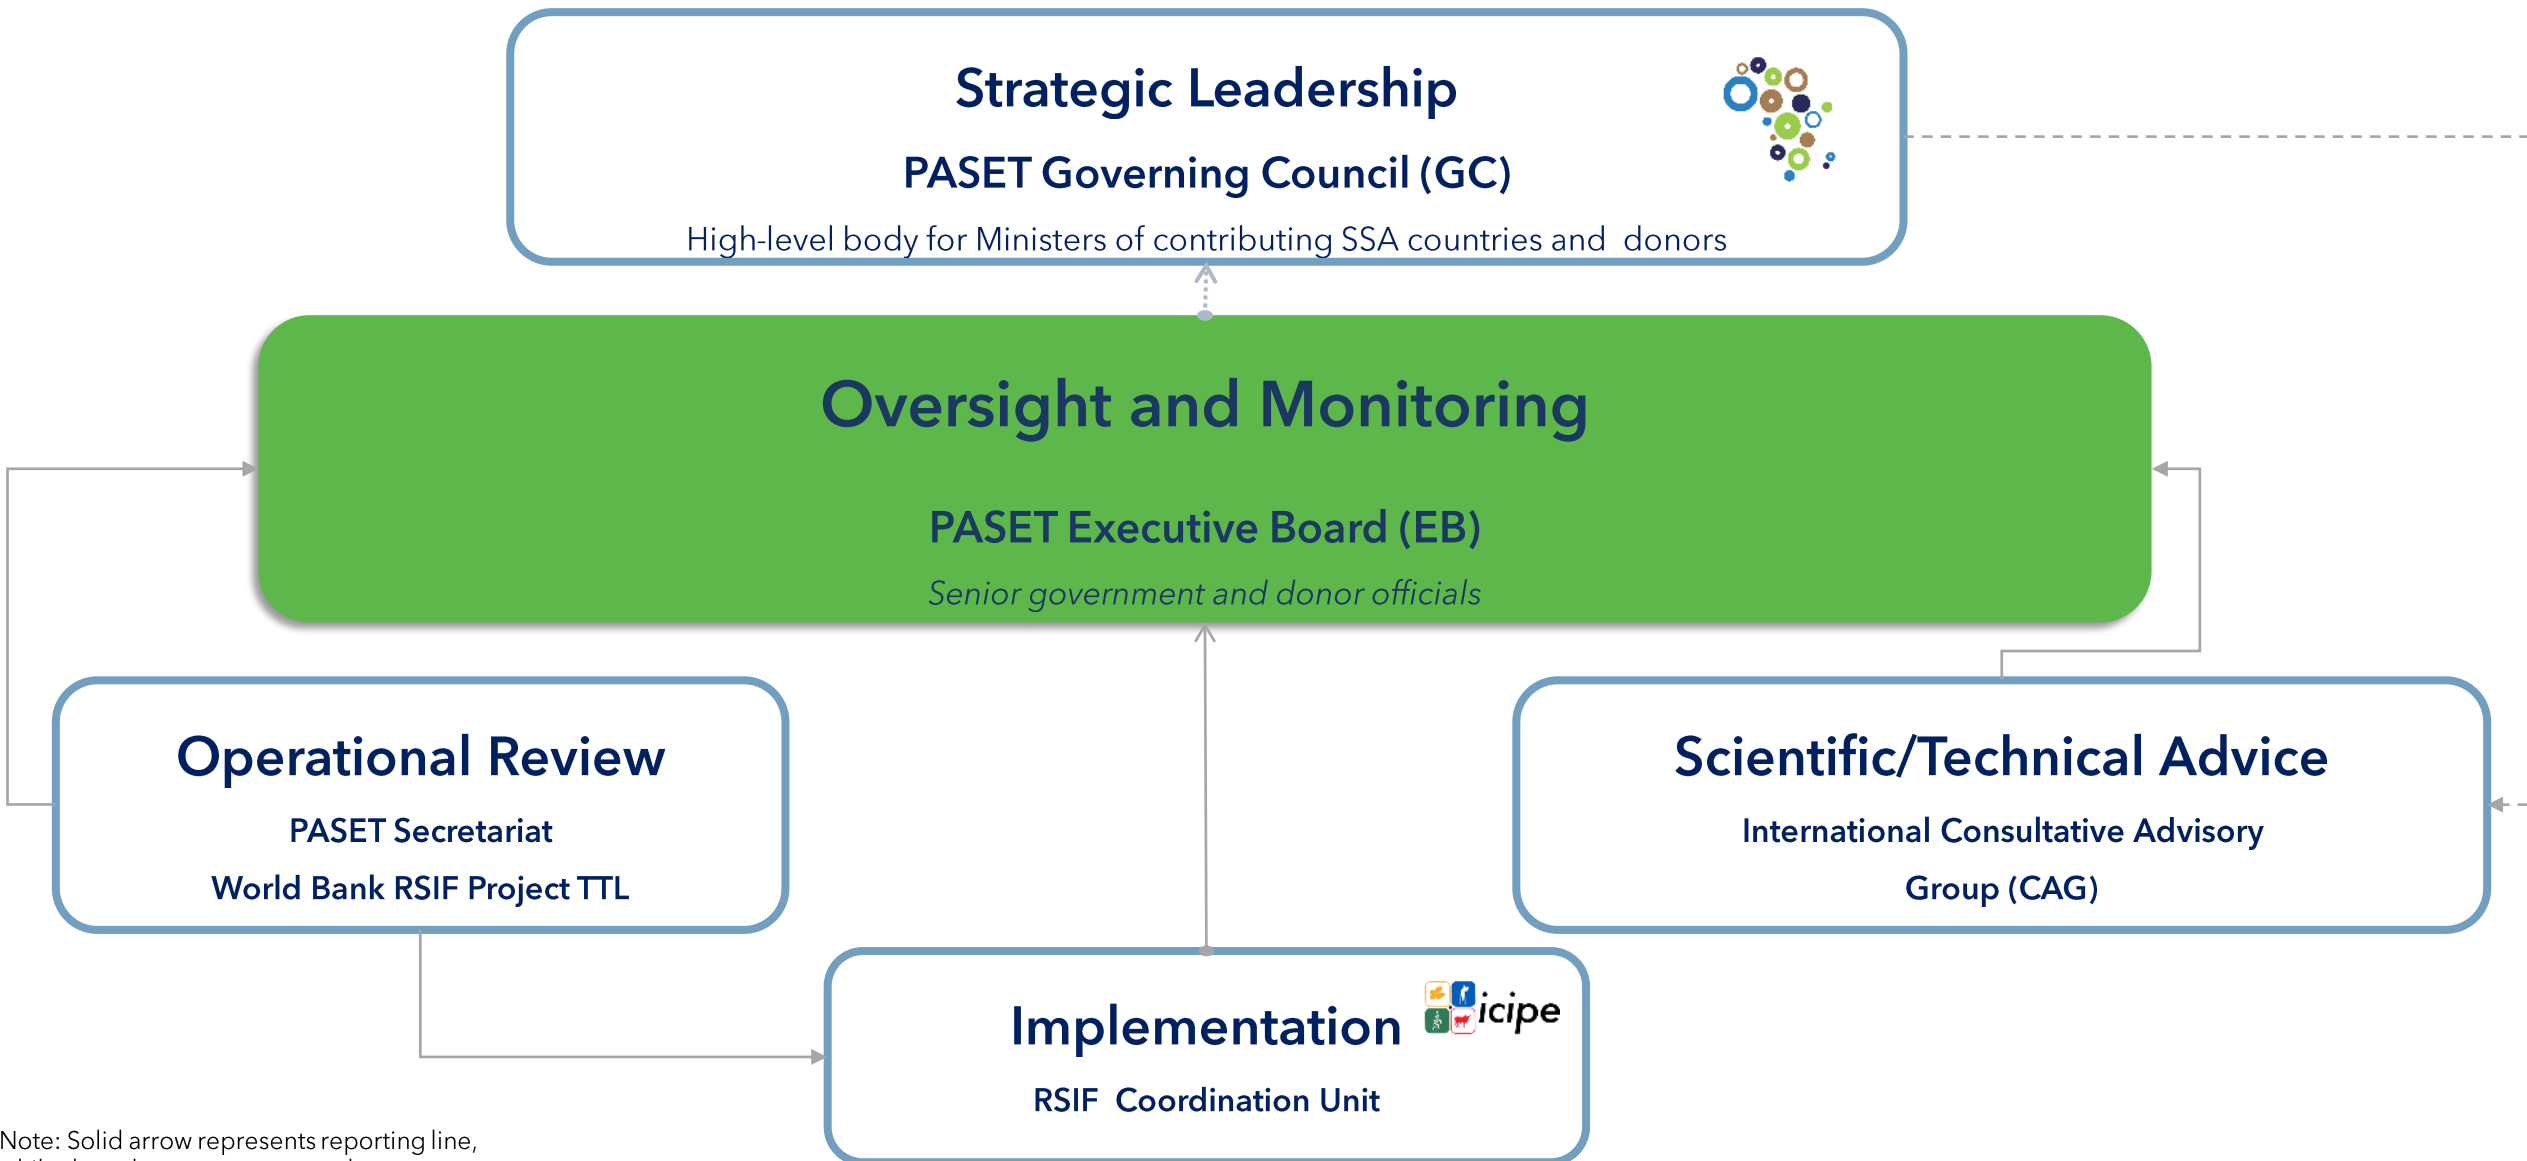 Strategic Leadership
PASET Governing Council (GC)
High-level body for Ministers of contributing SSA countries and donors
Oversight and Monitoring
PASET Executive Board (EB)
Senior government and donor officials
Operational Review
PASET Secretariat
World Bank RSIF Project TTL
Scientific/Technical Advice
International Consultative Advisory
Group (CAG)
Implementation
icipe
RSIF Coordination Unit
Note: Solid arrow represents reporting line,